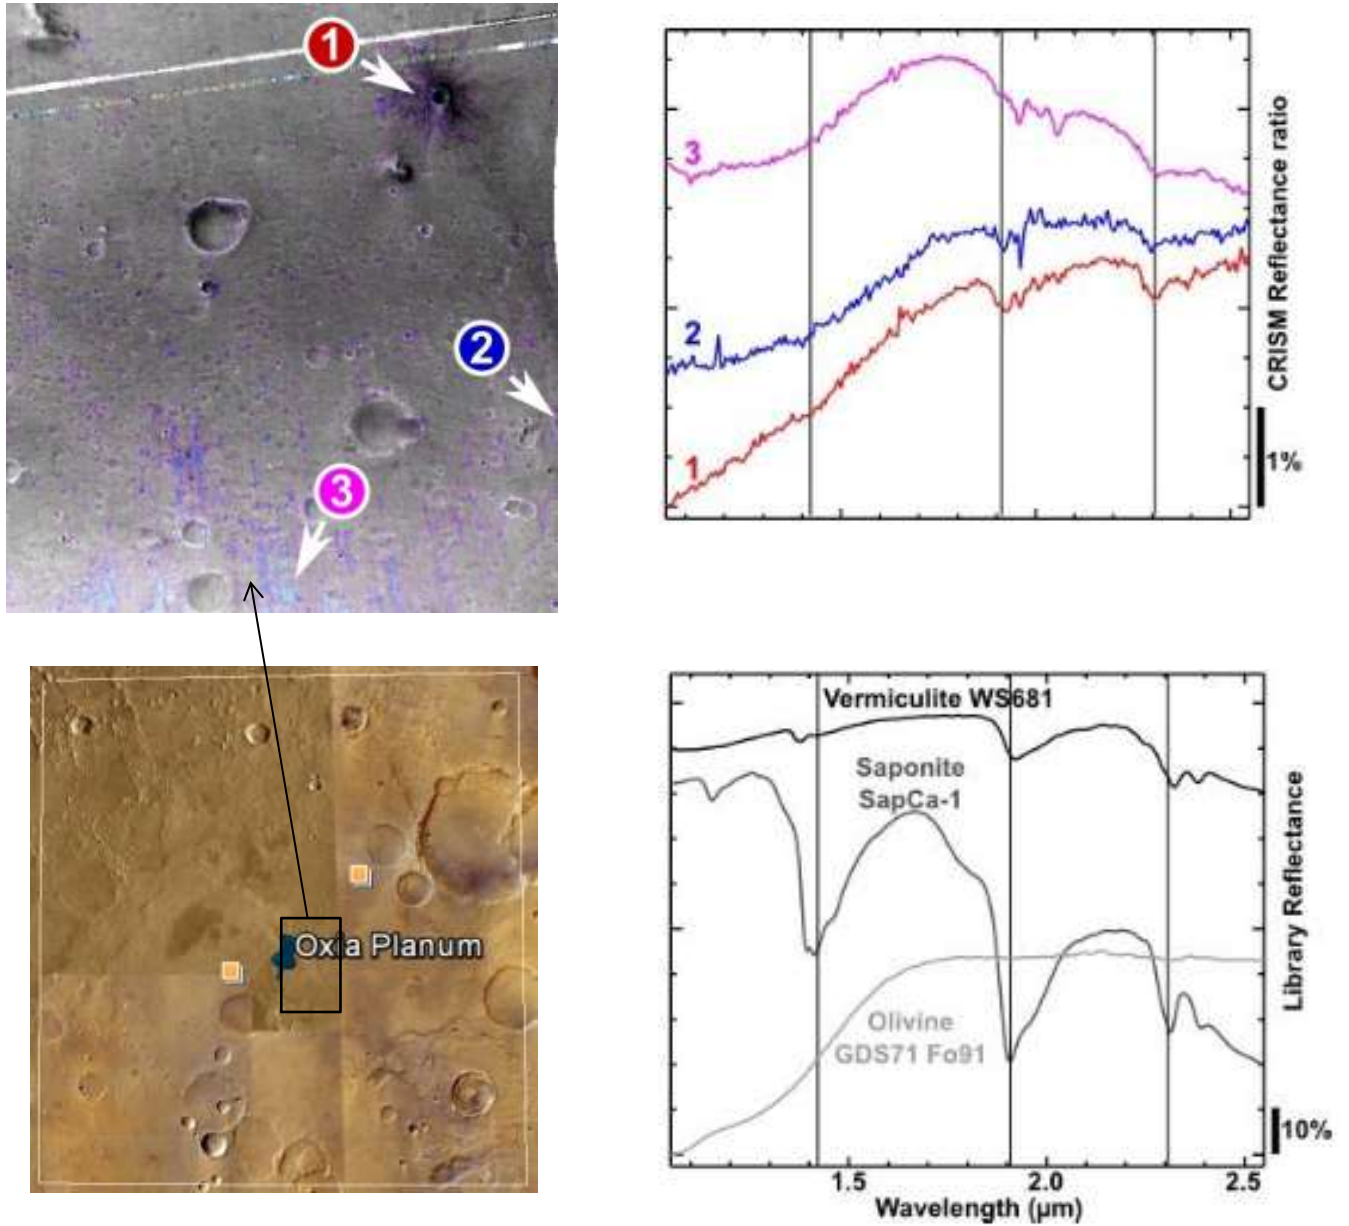 1
2
3
Oxia Planum
3
2
1
CRISM Reflectance ratio
1%
Vermiculite WS681
Saponite
SapCa-1
Olivine
GDS71 Fo91
Library Reflectance
10%
1.5
2.0
2.5
Wavelength (µm)